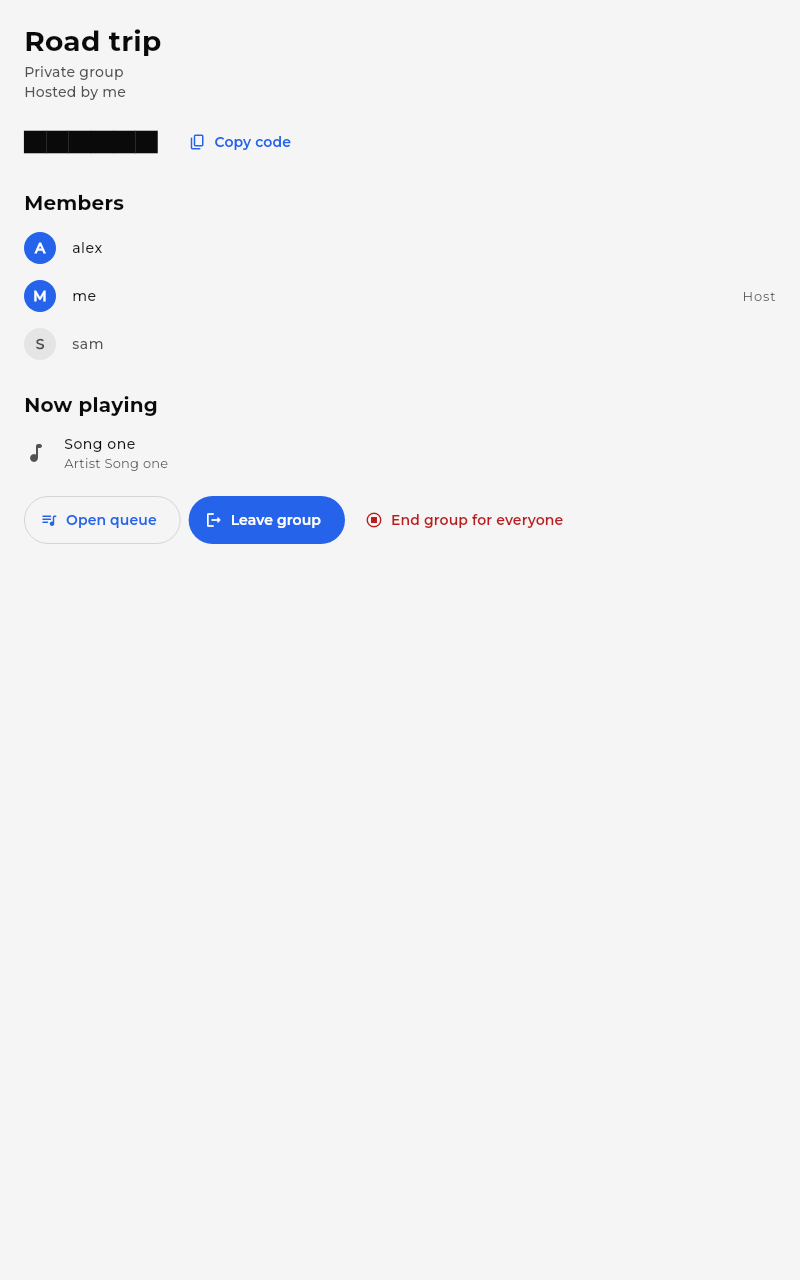 Road trip
Private group
Hosted by me
Copy code
Members
A alex
M me Host
S sam
Now playing
Song one
Artist Song one
Open queue Leave group End group for everyone